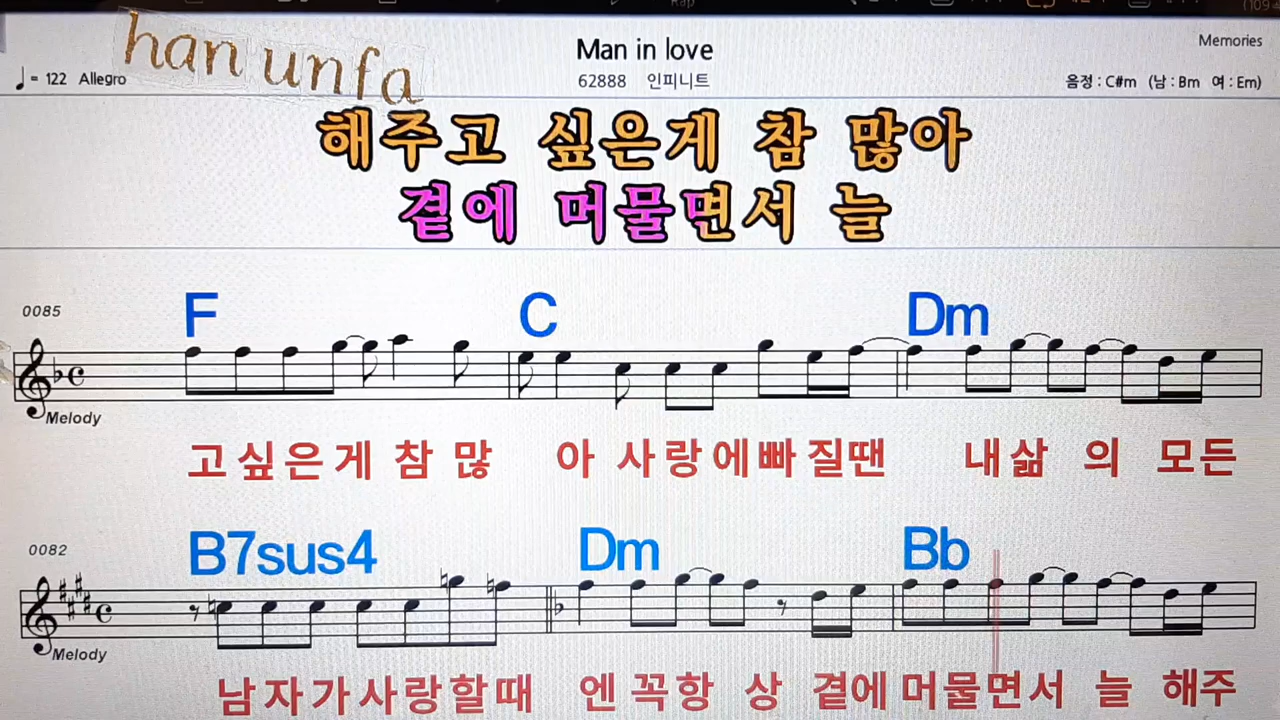 Rap
han unfa
Man in love
Memories
♩= 122 Allegro
62888 인피니트
음정 : C#m (남 : Bm 여 : Em)
해주고 싶은게 참 많아
곁에 머물면서 늘
0085
F C Dm
Melody
고싶은게 참 많 아 사랑에빠질땐 내삶 의 모든
0082
B7sus4 Dm Bb
Melody
남자가사랑할때 엔 꼭항 상 곁에 머물면서 늘 해주